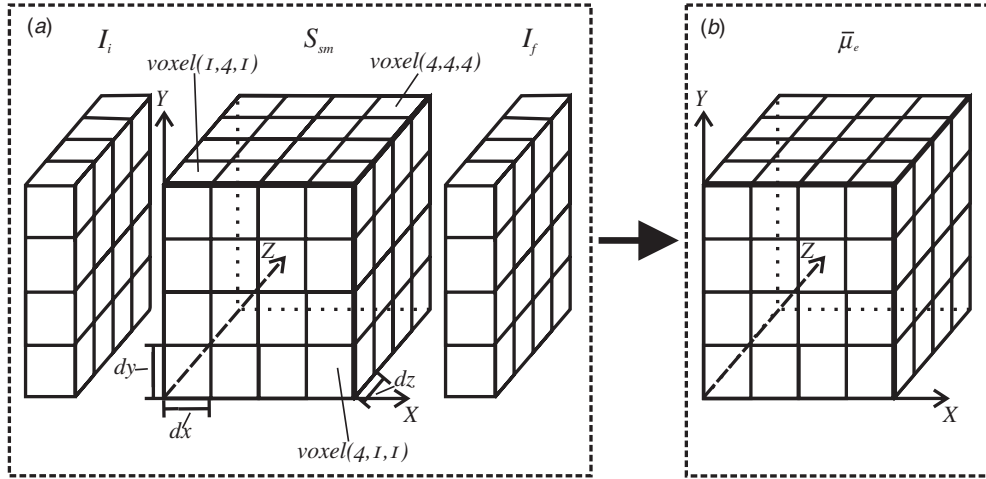 (a)
I_i
S_sm
I_f
voxel(1,4,1)
voxel(4,4,4)
Y
Z
dy
dz
X
dx
voxel(4,1,1)
(b)
μ̄_e
Y
Z
X